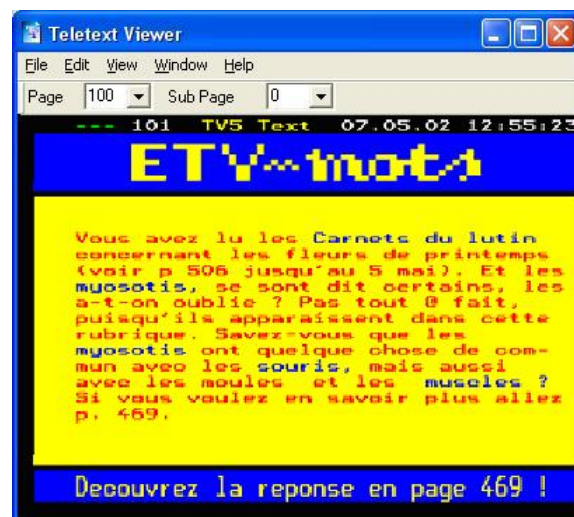 Teletext Viewer
File Edit View Window Help
Page 100 Sub Page 0
--- 101 TV5 Text 07.05.02 12:55:23
ETY~mots
Vous avez lu les Carnets du lutin
concernant les fleurs de printemps
(voir p 506 jusqu'au 5 mai). Et les
myosotis, se sont dit certains, les
a-t-on oublie ? Pas tout @ fait,
puisqu'ils apparaissent dans cette
rubrique. Savez-vous que les
myosotis ont quelque chose de com-
mun avec les souris, mais aussi
avec les moules et les muscles ?
Si vous voulez en savoir plus allez
p. 469.
Decouvrez la reponse en page 469 !